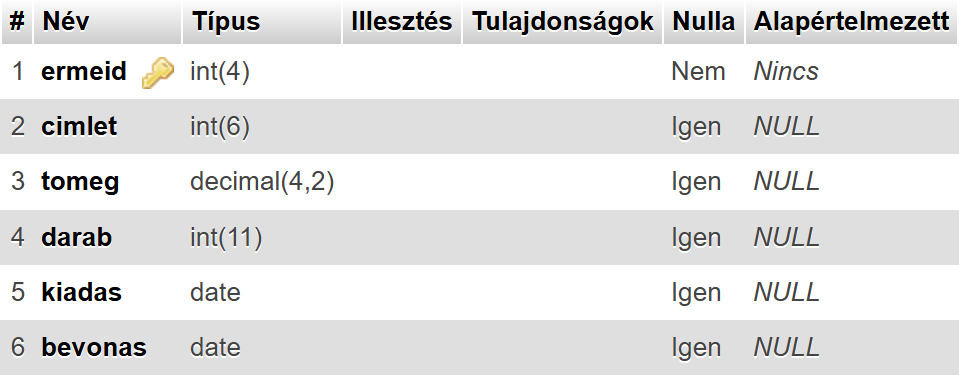 # Név Típus Illesztés Tulajdonságok Nulla Alapértelmezett
1 ermeid int(4) Nem Nincs
2 cimlet int(6) Igen NULL
3 tomeg decimal(4,2) Igen NULL
4 darab int(11) Igen NULL
5 kiadas date Igen NULL
6 bevonas date Igen NULL